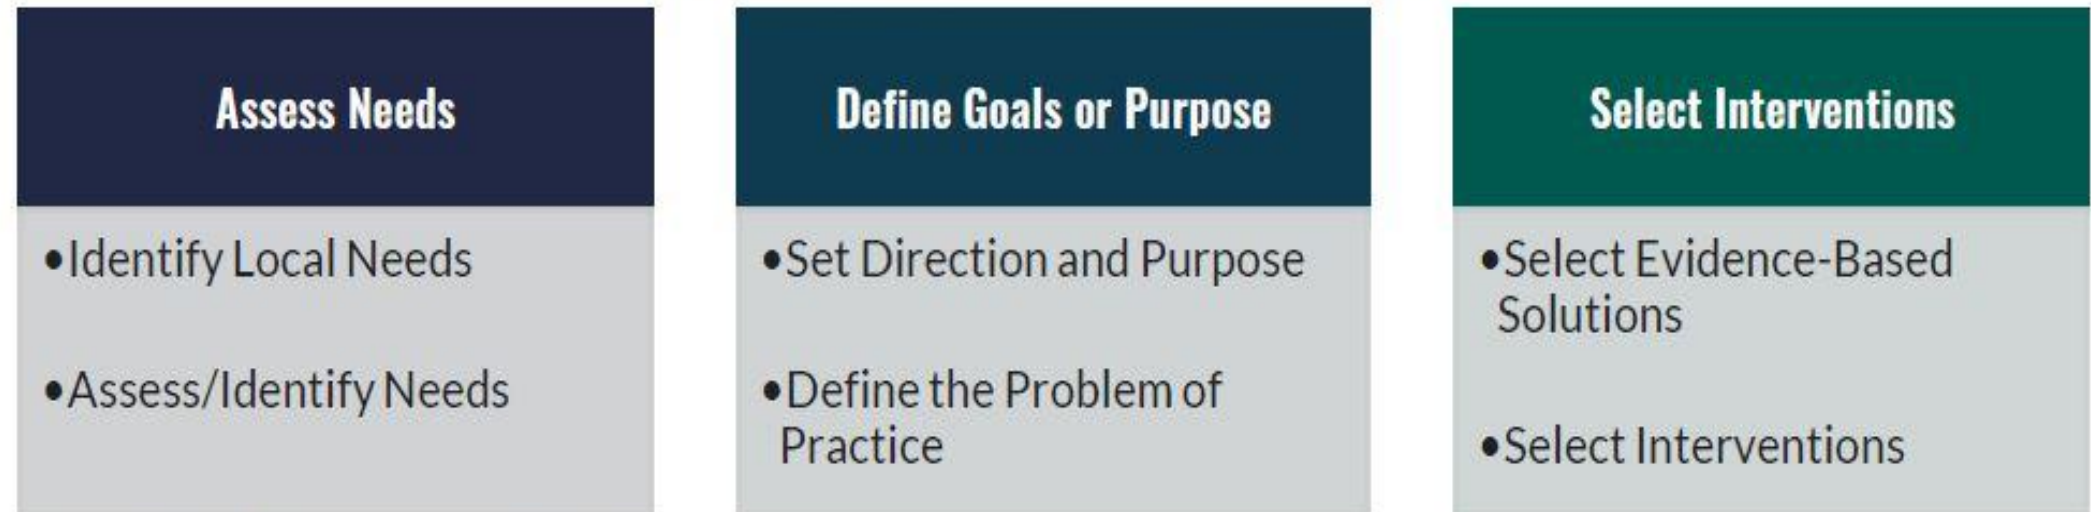 Assess Needs
•Identify Local Needs
•Assess/Identify Needs
Define Goals or Purpose
•Set Direction and Purpose
•Define the Problem of
Practice
Select Interventions
•Select Evidence-Based
Solutions
•Select Interventions